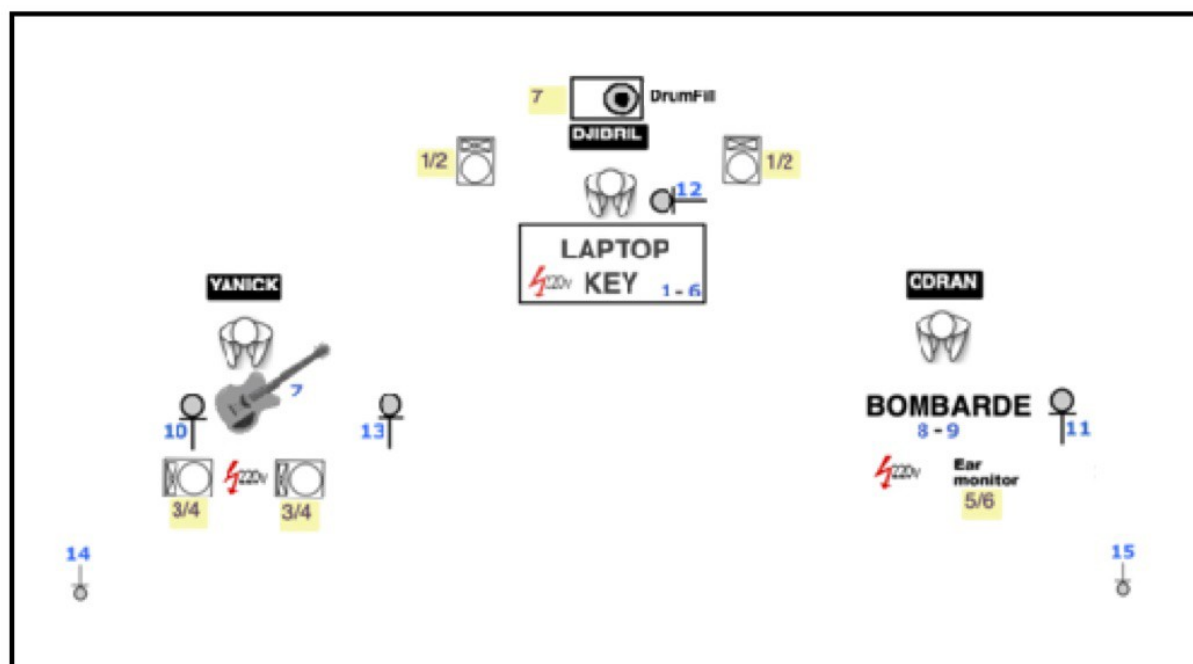 7 DrumFill
DJIBRIL
1/2 1/2
12
LAPTOP
220v KEY 1 - 6
YANICK CDRAN
7
BOMBARDE
10 13 8 - 9 11
220v 220v Ear
monitor
3/4 3/4 5/6
14 15